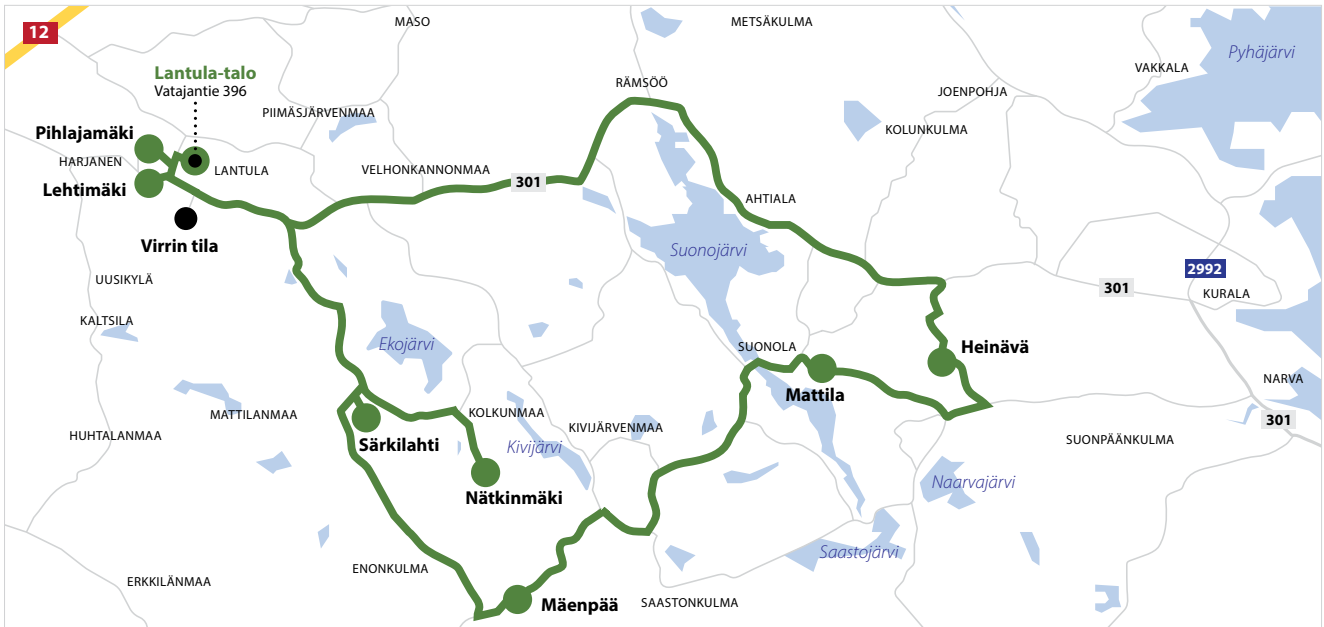 12
MASO
METSÄKULMA
Pyhäjärvi
VAKKALA
Lantula-talo
Vatajantie 396
RÄMSÖÖ
JOENPOHJA
PIIMÄSJÄRVENMAA
KOLUNKULMA
Pihlajamäki
HARJANEN
LANTULA
VELHONKANNONMAA
301
Lehtimäki
AHTIALA
Virrin tila
Suonojärvi
2992
UUSIKYLÄ
301
KURALA
KALTSILA
Ekojärvi
SUONOLA
Heinävä
NARVA
Mattila
MATTILANMAA
KOLKUNMAA
301
KIVIJÄRVENMAA
HUHTALANMAA
Särkilahti
Kivijärvi
SUONPÄÄNKULMA
Naarvajärvi
Nätkinmäki
Saastojärvi
ENONKULMA
ERKKILÄNMAA
Mäenpää
SAASTONKULMA